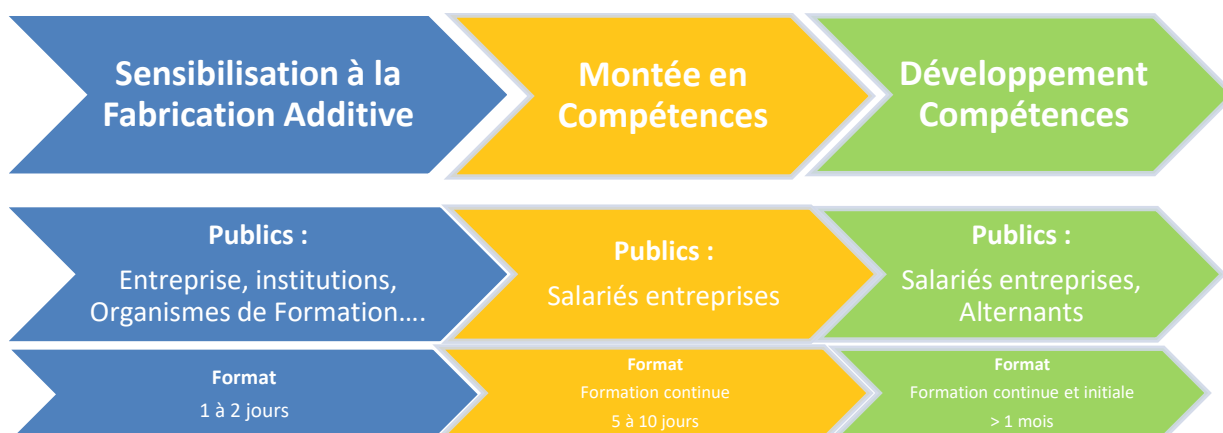 Sensibilisation à la
Fabrication Additive
Montée en
Compétences
Développement
Compétences
Publics :
Entreprise, institutions,
Organismes de Formation....
Publics :
Salariés entreprises
Publics :
Salariés entreprises,
Alternants
Format
1 à 2 jours
Format
Formation continue
5 à 10 jours
Format
Formation continue et initiale
> 1 mois